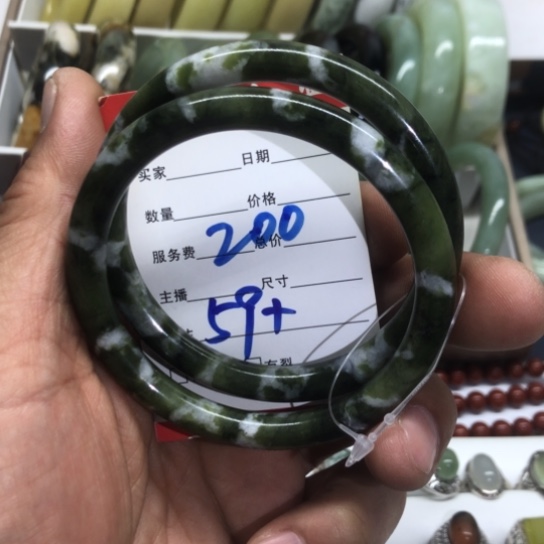 买家 日期
数量 价格
服务费 总价
200
主播 尺寸
59+
有裂